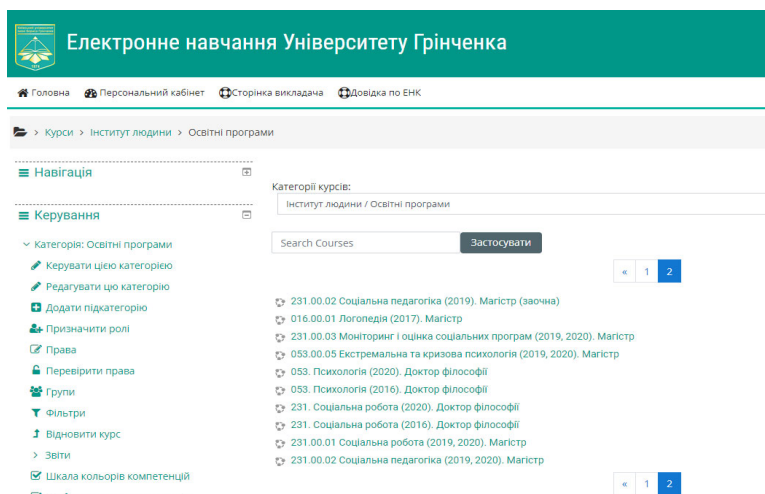 Електронне навчання Університету Грінченка
Головна Персональний кабінет Сторінка викладача Довідка по ЕНК
> Курси > Інститут людини > Освітні програми
Навігація
Керування
Категорія: Освітні програми
Керувати цією категорією
Редагувати цю категорію
Додати підкатегорію
Призначити ролі
Права
Перевірити права
Групи
Фільтри
Відновити курс
Звіти
Шкала кольорів компетенцій
Категорії курсів:
Інститут людини / Освітні програми
Search Courses Застосувати
« 1 2
231.00.02 Соціальна педагогіка (2019). Магістр (заочна)
016.00.01 Логопедія (2017). Магістр
231.00.03 Моніторинг і оцінка соціальних програм (2019, 2020). Магістр
053.00.05 Екстремальна та кризова психологія (2019, 2020). Магістр
053. Психологія (2020). Доктор філософії
053. Психологія (2016). Доктор філософії
231. Соціальна робота (2020). Доктор філософії
231. Соціальна робота (2016). Доктор філософії
231.00.01 Соціальна робота (2019, 2020). Магістр
231.00.02 Соціальна педагогіка (2019, 2020). Магістр
« 1 2